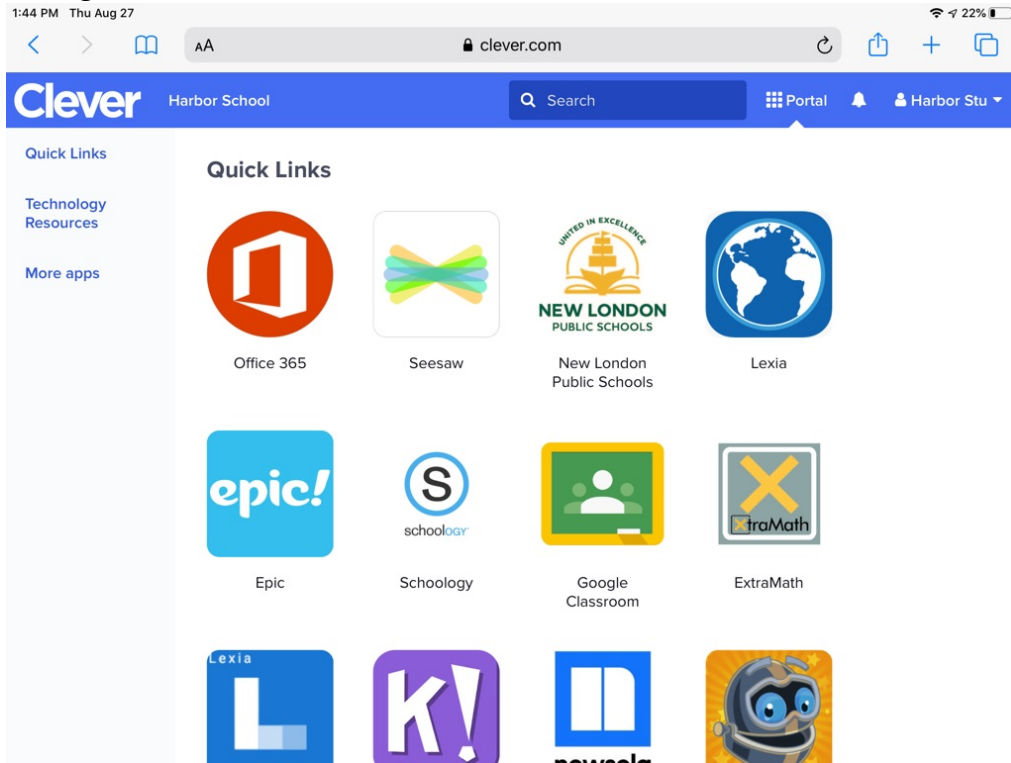 1:44 PM Thu Aug 27
22%
AA
clever.com
Clever
Harbor School
Search
Portal
Harbor Stu
Quick Links
Technology
Resources
More apps
Quick Links
UNITED IN EXCELLENCE
NEW LONDON
PUBLIC SCHOOLS
Office 365
Seesaw
New London
Public Schools
Lexia
epic!
S
schoology
XtraMath
Epic
Schoology
Google
Classroom
ExtraMath
Lexia
L
K!
newsela